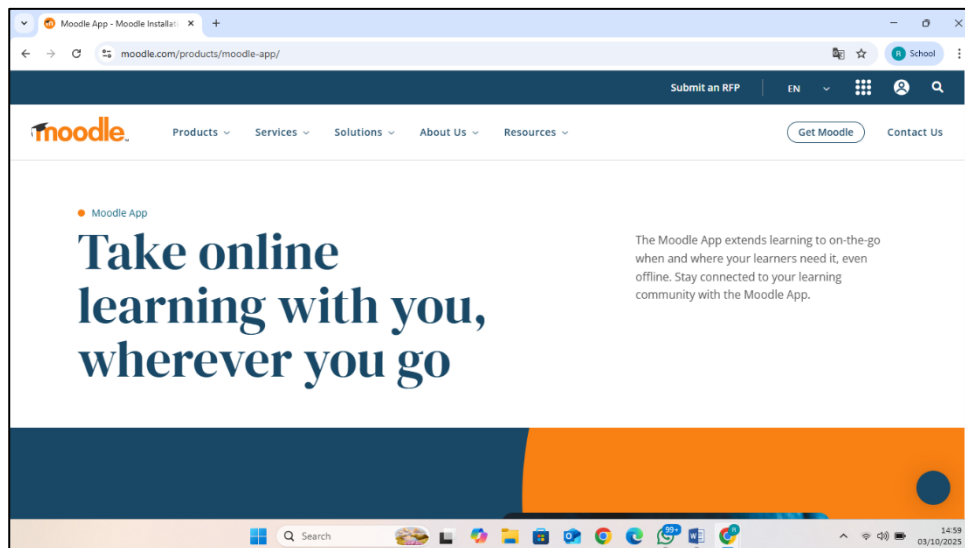 Moodle App - Moodle Installati
moodle.com/products/moodle-app/
R School
Submit an RFP
EN
moodle
Products Services Solutions About Us Resources Get Moodle Contact Us
Moodle App
Take online
learning with you,
wherever you go
The Moodle App extends learning to on-the-go
when and where your learners need it, even
offline. Stay connected to your learning
community with the Moodle App.
Search
99+
14:59
03/10/2025